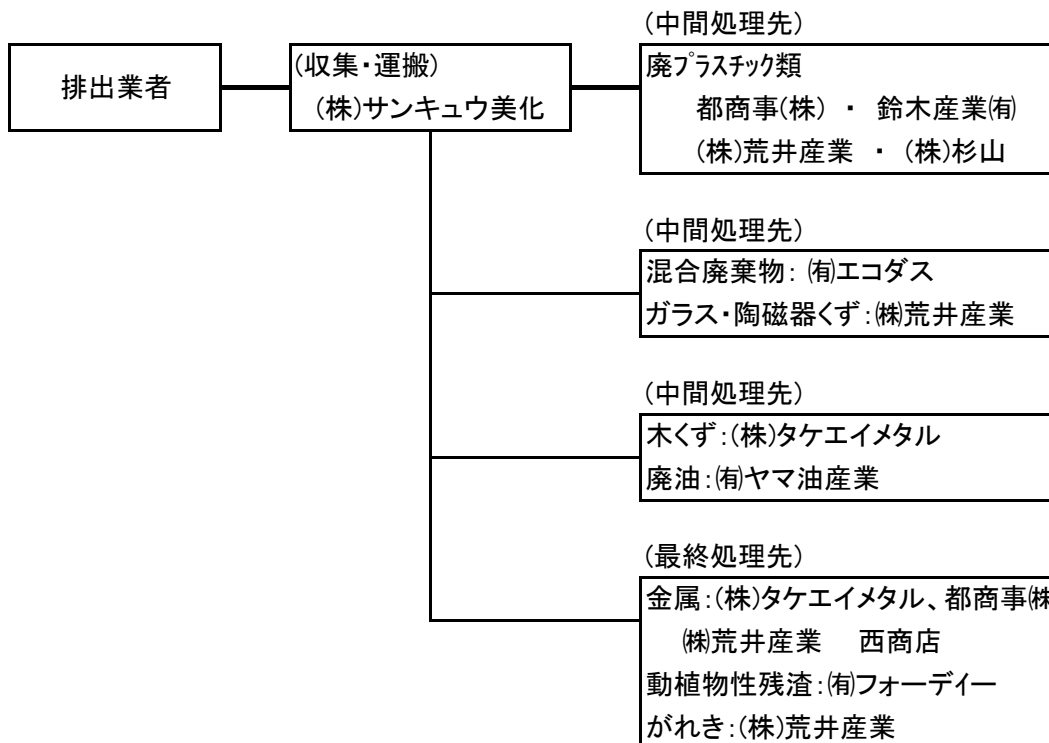 排出業者
(収集・運搬)
(株)サンキュウ美化
(中間処理先)
廃プラスチック類
都商事(株) ・ 鈴木産業㈲
(株)荒井産業 ・ (株)杉山
(中間処理先)
混合廃棄物: ㈲エコダス
ガラス・陶磁器くず:㈱荒井産業
(中間処理先)
木くず:(株)タケエイメタル
廃油:㈲ヤマ油産業
(最終処理先)
金属:(株)タケエイメタル、都商事㈱
㈱荒井産業 西商店
動植物性残渣:㈲フォーデイー
がれき:(株)荒井産業